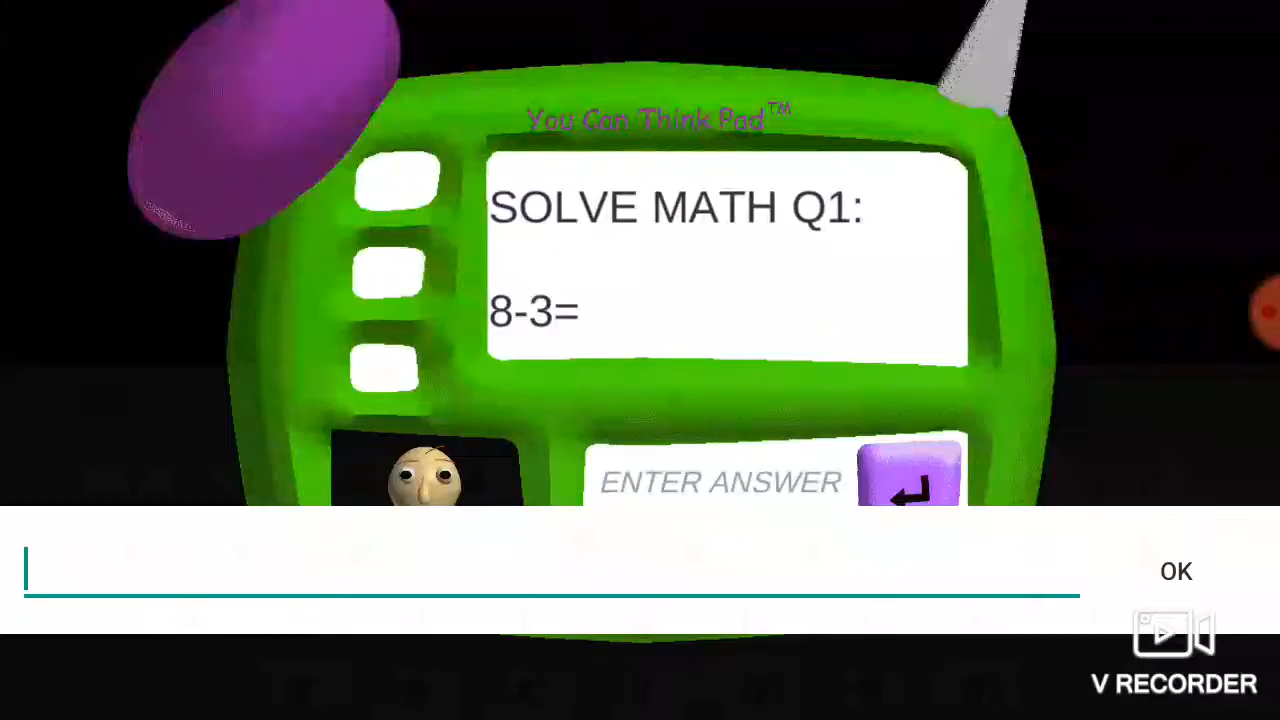 You Can Think Pad™
SOLVE MATH Q1:
8-3=
ENTER ANSWER
OK
V RECORDER